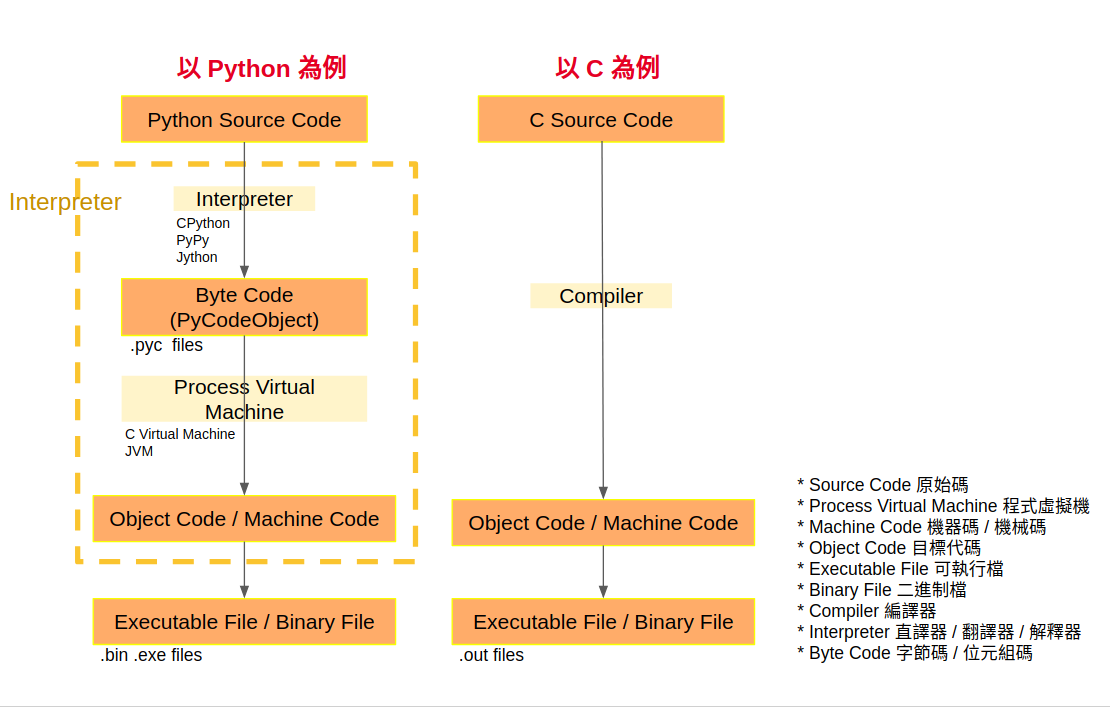 以 Python 為例
Python Source Code
Interpreter
Interpreter
CPython
PyPy
Jython
Byte Code
(PyCodeObject)
.pyc files
Process Virtual
Machine
C Virtual Machine
JVM
Object Code / Machine Code
Executable File / Binary File
.bin .exe files
以 C 為例
C Source Code
Compiler
Object Code / Machine Code
Executable File / Binary File
.out files
* Source Code 原始碼
* Process Virtual Machine 程式虛擬機
* Machine Code 機器碼 / 機械碼
* Object Code 目標代碼
* Executable File 可執行檔
* Binary File 二進制檔
* Compiler 編譯器
* Interpreter 直譯器 / 翻譯器 / 解釋器
* Byte Code 字節碼 / 位元組碼